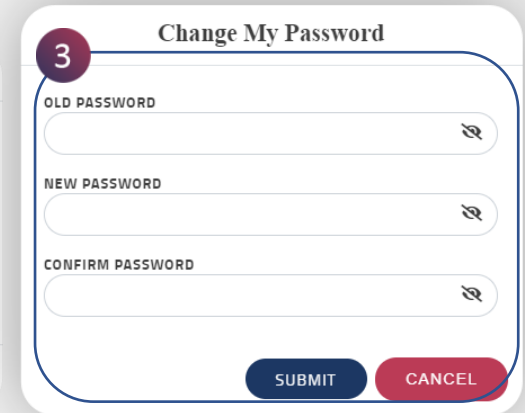 Change My Password
3
OLD PASSWORD
NEW PASSWORD
CONFIRM PASSWORD
SUBMIT CANCEL